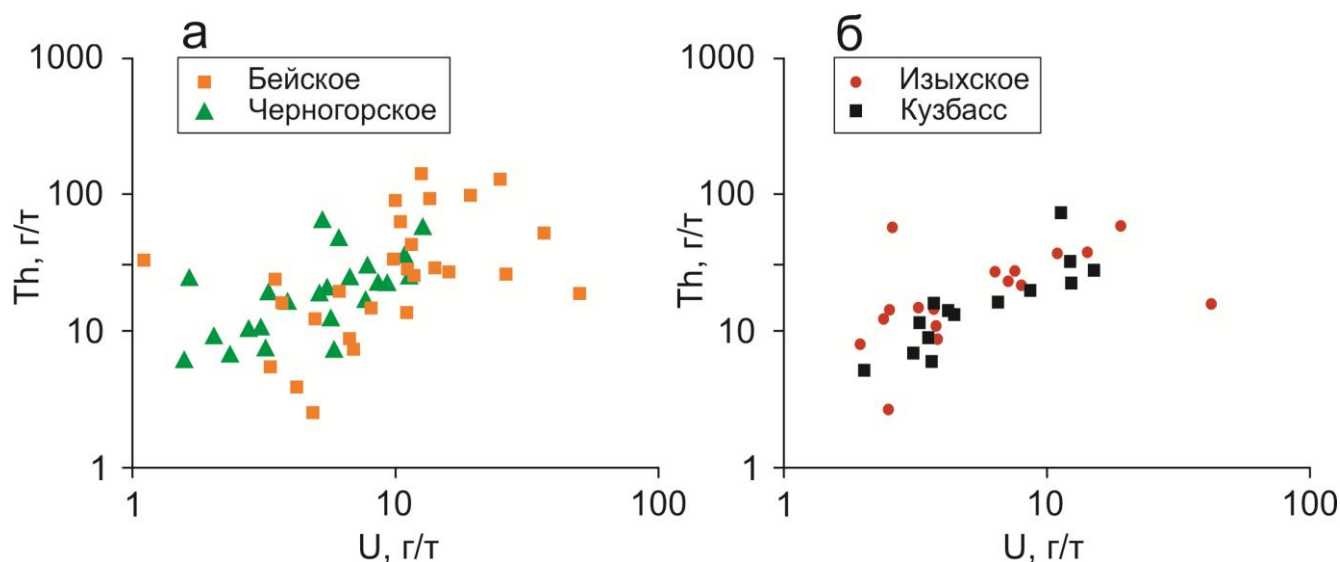 а
1000
Бейское
Черногорское
100
Th, г/т
10
1
1
10
100
U, г/т
б
1000
Изыхское
Кузбасс
100
Th, г/т
10
1
1
10
100
U, г/т